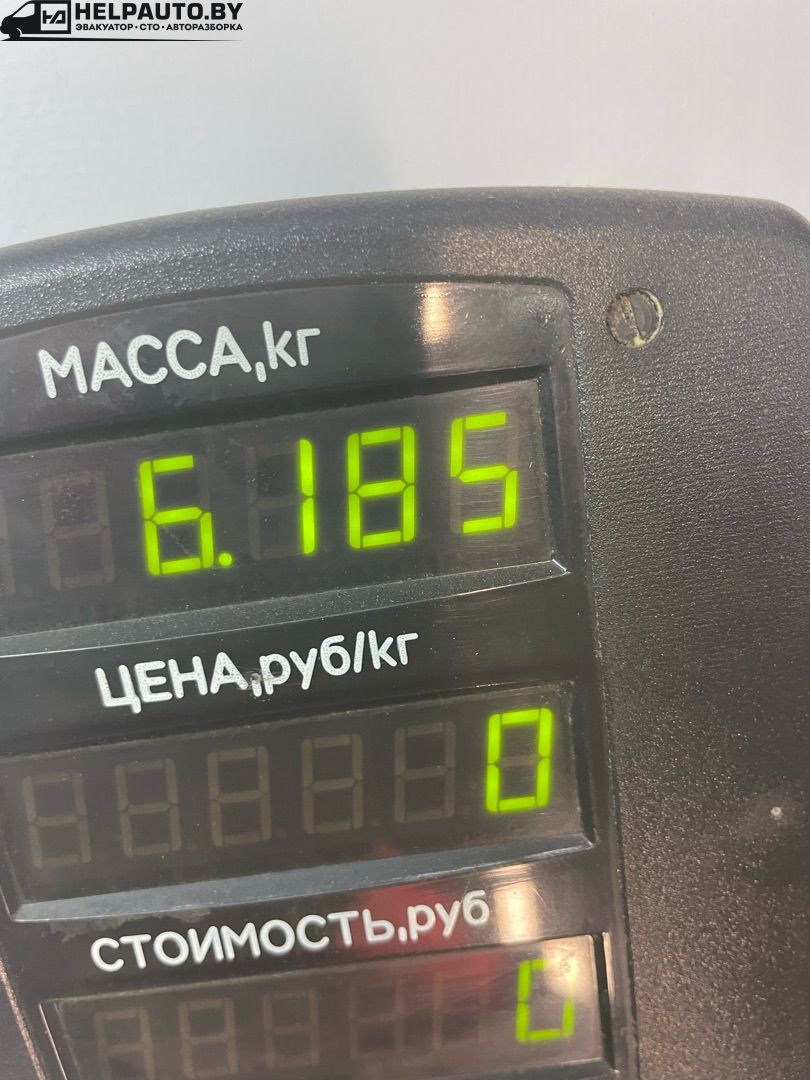 HELPAUTO.BY
ЭВАКУАТОР • СТО • АВТОРАЗБОРКА
МАССА,кг
6.185
ЦЕНА,руб/кг
0
СТОИМОСТЬ,руб
0